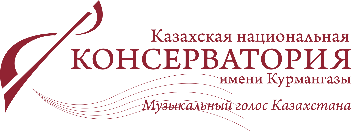 Казахская национальная
КОНСЕРВАТОРИЯ
имени Курмангазы
Музыкальный голос Казахстана